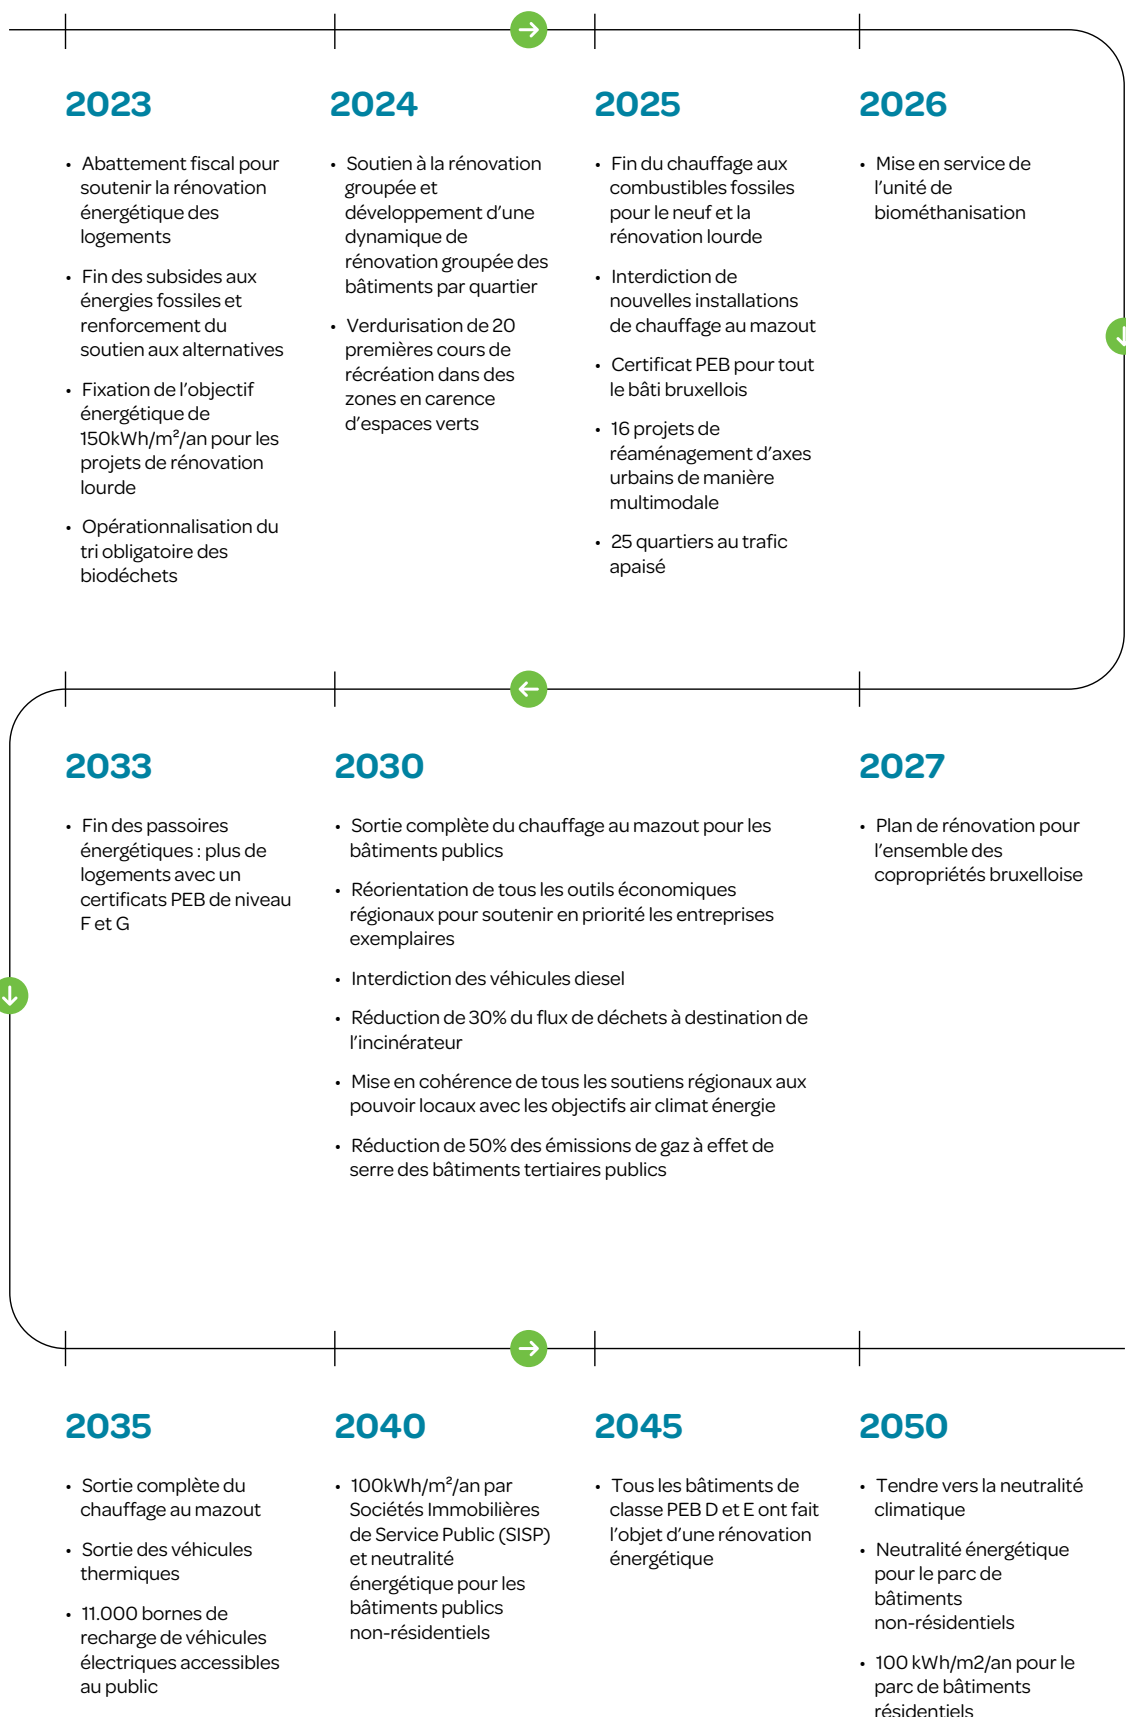 2023
• Abattement fiscal pour
soutenir la rénovation
énergétique des
logements
• Fin des subsides aux
énergies fossiles et
renforcement du
soutien aux alternatives
• Fixation de l'objectif
énergétique de
150kWh/m²/an pour les
projets de rénovation
lourde
• Opérationnalisation du
tri obligatoire des
biodéchets
2024
• Soutien à la rénovation
groupée et
développement d'une
dynamique de
rénovation groupée des
bâtiments par quartier
• Verdurisation de 20
premières cours de
récréation dans des
zones en carence
d'espaces verts
2025
• Fin du chauffage aux
combustibles fossiles
pour le neuf et la
rénovation lourde
• Interdiction de
nouvelles installations
de chauffage au mazout
• Certificat PEB pour tout
le bâti bruxellois
• 16 projets de
réaménagement d'axes
urbains de manière
multimodale
• 25 quartiers au trafic
apaisé
2026
• Mise en service de
l'unité de
biométhanisation
2027
• Plan de rénovation pour
l'ensemble des
copropriétés bruxelloise
2030
• Sortie complète du chauffage au mazout pour les
bâtiments publics
• Réorientation de tous les outils économiques
régionaux pour soutenir en priorité les entreprises
exemplaires
• Interdiction des véhicules diesel
• Réduction de 30% du flux de déchets à destination de
l'incinérateur
• Mise en cohérence de tous les soutiens régionaux aux
pouvoir locaux avec les objectifs air climat énergie
• Réduction de 50% des émissions de gaz à effet de
serre des bâtiments tertiaires publics
2033
• Fin des passoires
énergétiques : plus de
logements avec un
certificats PEB de niveau
F et G
2035
• Sortie complète du
chauffage au mazout
• Sortie des véhicules
thermiques
• 11.000 bornes de
recharge de véhicules
électriques accessibles
au public
2040
• 100kWh/m²/an par
Sociétés Immobilières
de Service Public (SISP)
et neutralité
énergétique pour les
bâtiments publics
non-résidentiels
2045
• Tous les bâtiments de
classe PEB D et E ont fait
l'objet d'une rénovation
énergétique
2050
• Tendre vers la neutralité
climatique
• Neutralité énergétique
pour le parc de
bâtiments
non-résidentiels
• 100 kWh/m2/an pour le
parc de bâtiments
résidentiels